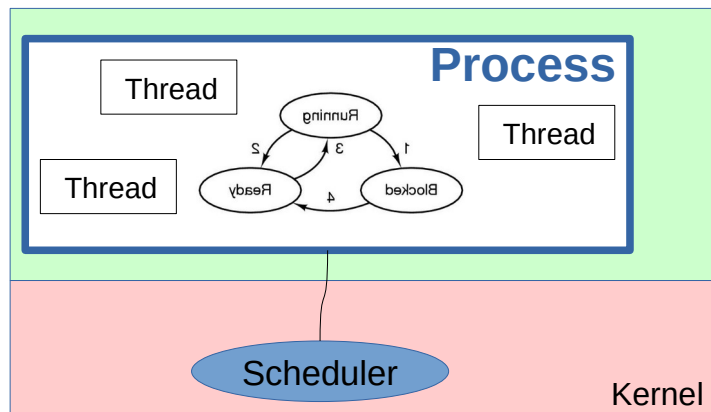 Process
Thread
Running
Thread
2
3
1
Thread
Ready
Blocked
4
Scheduler
Kernel